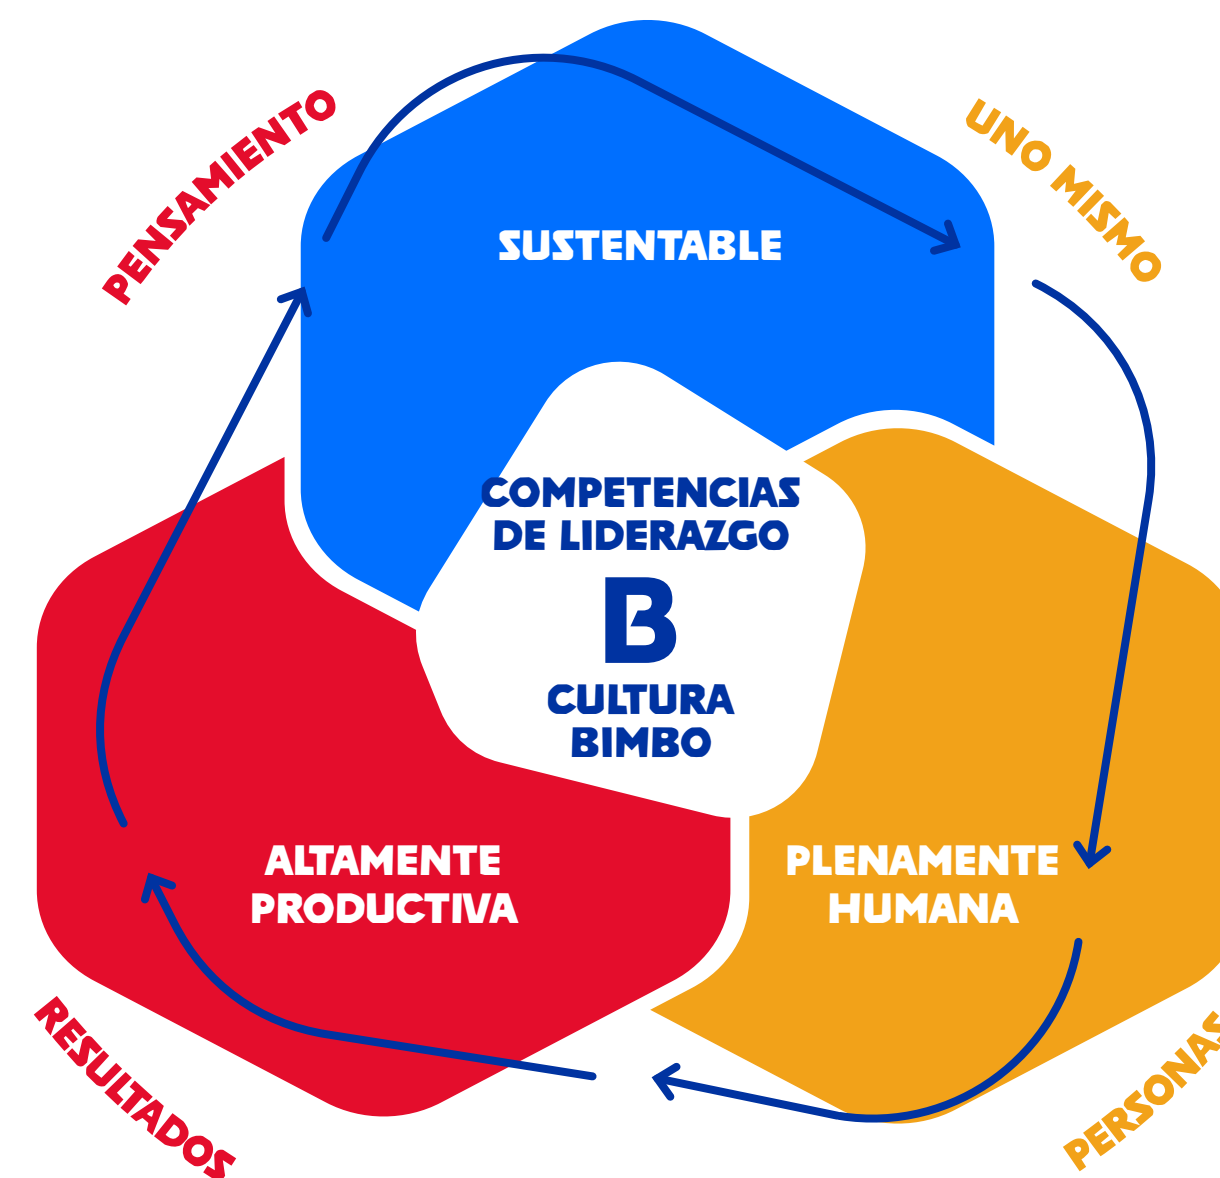 PENSAMIENTO
UNO MISMO
SUSTENTABLE
COMPETENCIAS
DE LIDERAZGO
B
CULTURA
BIMBO
ALTAMENTE
PRODUCTIVA
PLENAMENTE
HUMANA
RESULTADOS
PERSONAS